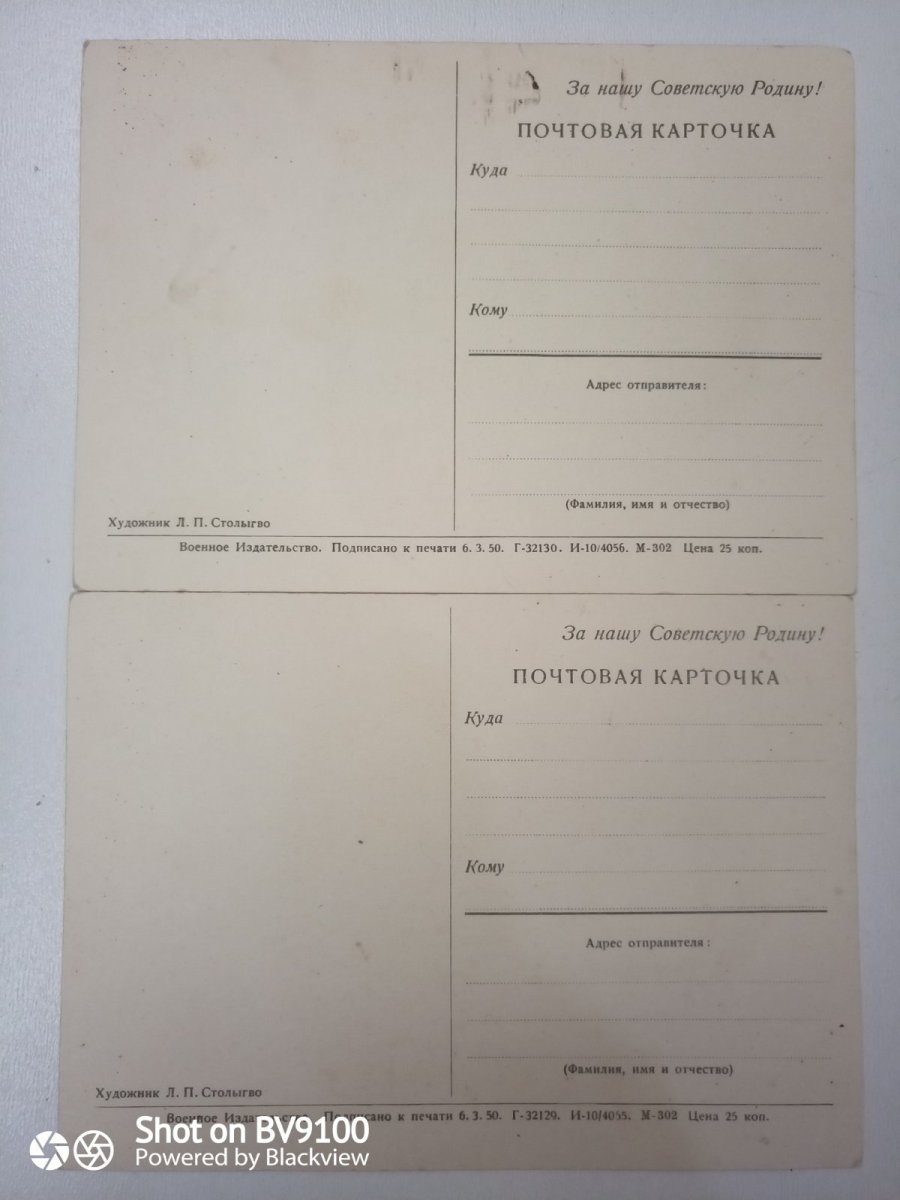 За нашу Советскую Родину!
ПОЧТОВАЯ КАРТОЧКА
Куда
Кому
Адрес отправителя:
(Фамилия, имя и отчество)
Художник Л. П. Столыгво
Военное Издательство. Подписано к печати 6. 3. 50. Г-32130. И-10/4056. М-302 Цена 25 коп.
За нашу Советскую Родину!
ПОЧТОВАЯ КАРТОЧКА
Куда
Кому
Адрес отправителя:
(Фамилия, имя и отчество)
Художник Л. П. Столыгво
Военное Издательство. Подписано к печати 6. 3. 50. Г-32129. И-10/4055. М-302 Цена 25 коп.
Shot on BV9100
Powered by Blackview